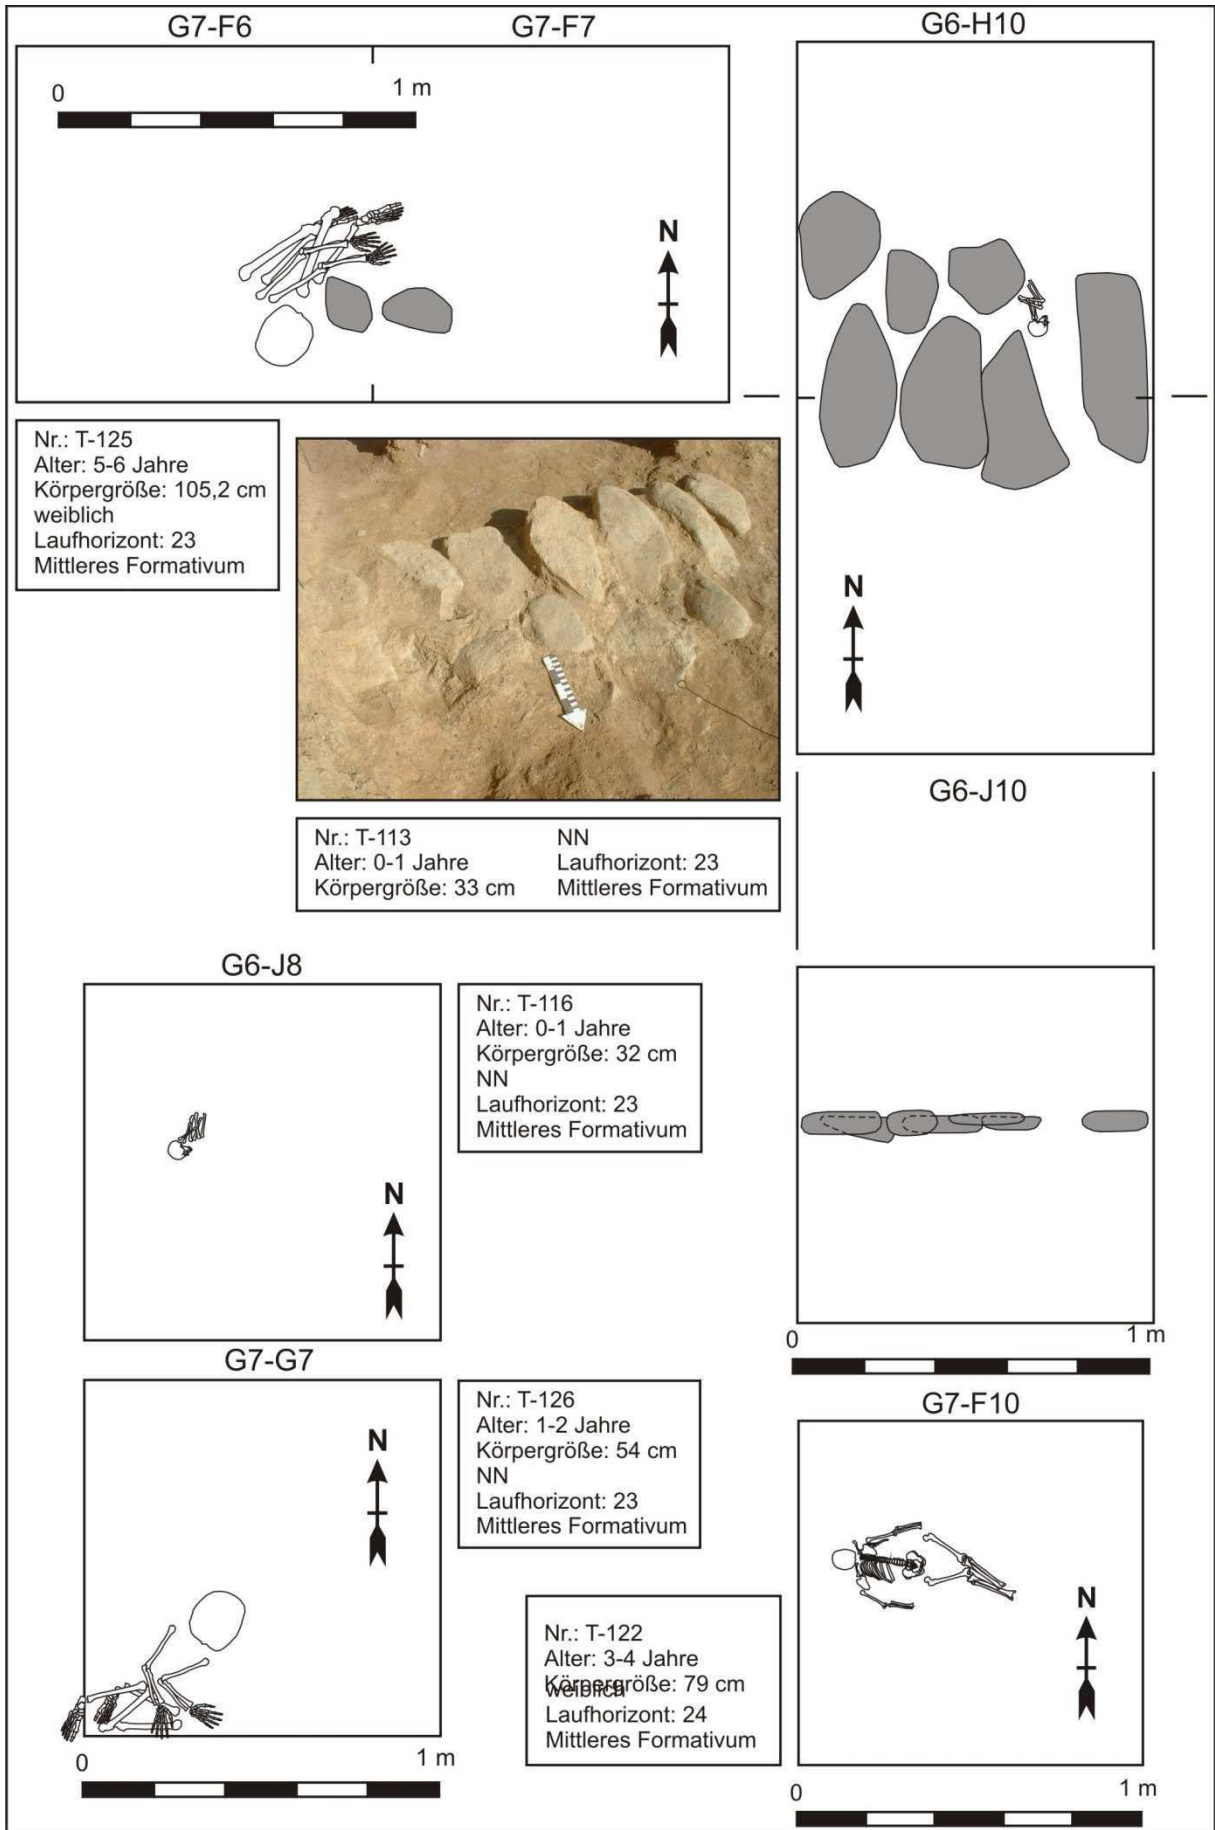 G7-F6
G7-F7
0
1 m
N
Nr.: T-125
Alter: 5-6 Jahre
Körpergröße: 105,2 cm
weiblich
Laufhorizont: 23
Mittleres Formativum
G6-H10
N
G6-J10
0
1 m
Nr.: T-113
Alter: 0-1 Jahre
Körpergröße: 33 cm
NN
Laufhorizont: 23
Mittleres Formativum
G6-J8
N
Nr.: T-116
Alter: 0-1 Jahre
Körpergröße: 32 cm
NN
Laufhorizont: 23
Mittleres Formativum
G7-G7
N
0
1 m
Nr.: T-126
Alter: 1-2 Jahre
Körpergröße: 54 cm
NN
Laufhorizont: 23
Mittleres Formativum
G7-F10
N
0
1 m
Nr.: T-122
Alter: 3-4 Jahre
Körpergröße: 79 cm
weiblich
Laufhorizont: 24
Mittleres Formativum